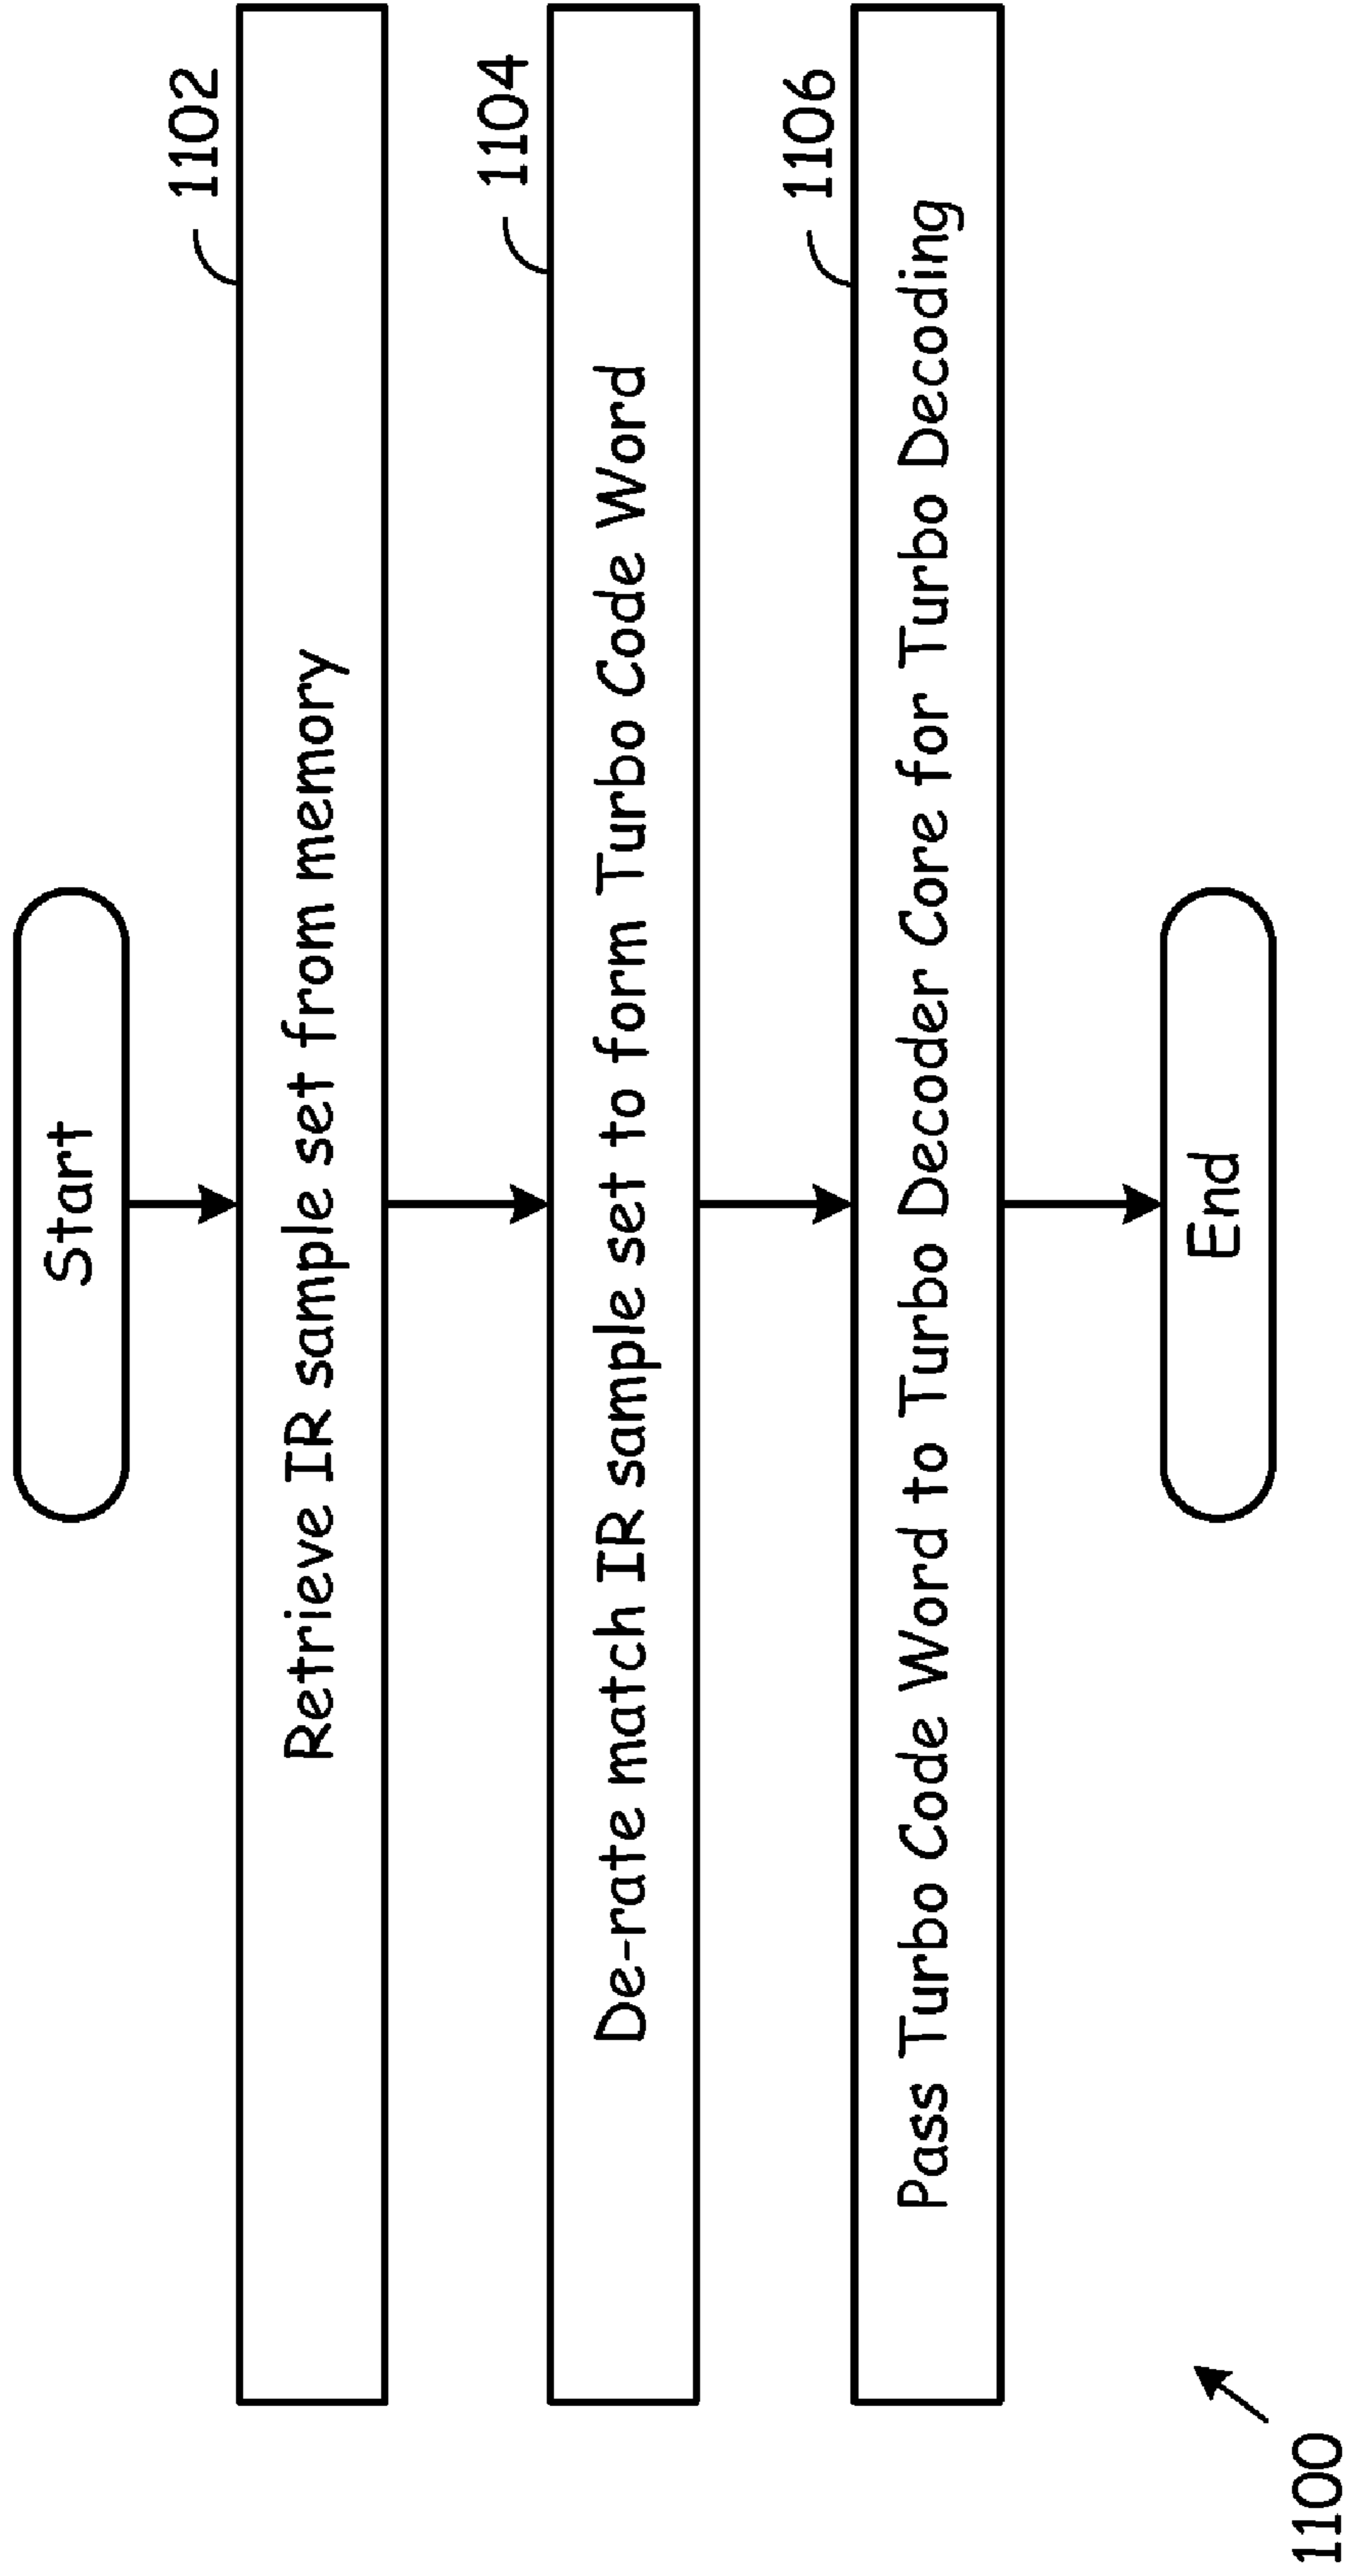 Start
1102
Retrieve IR sample set from memory
1104
De-rate match IR sample set to form Turbo Code Word
1106
Pass Turbo Code Word to Turbo Decoder Core for Turbo Decoding
End
1100